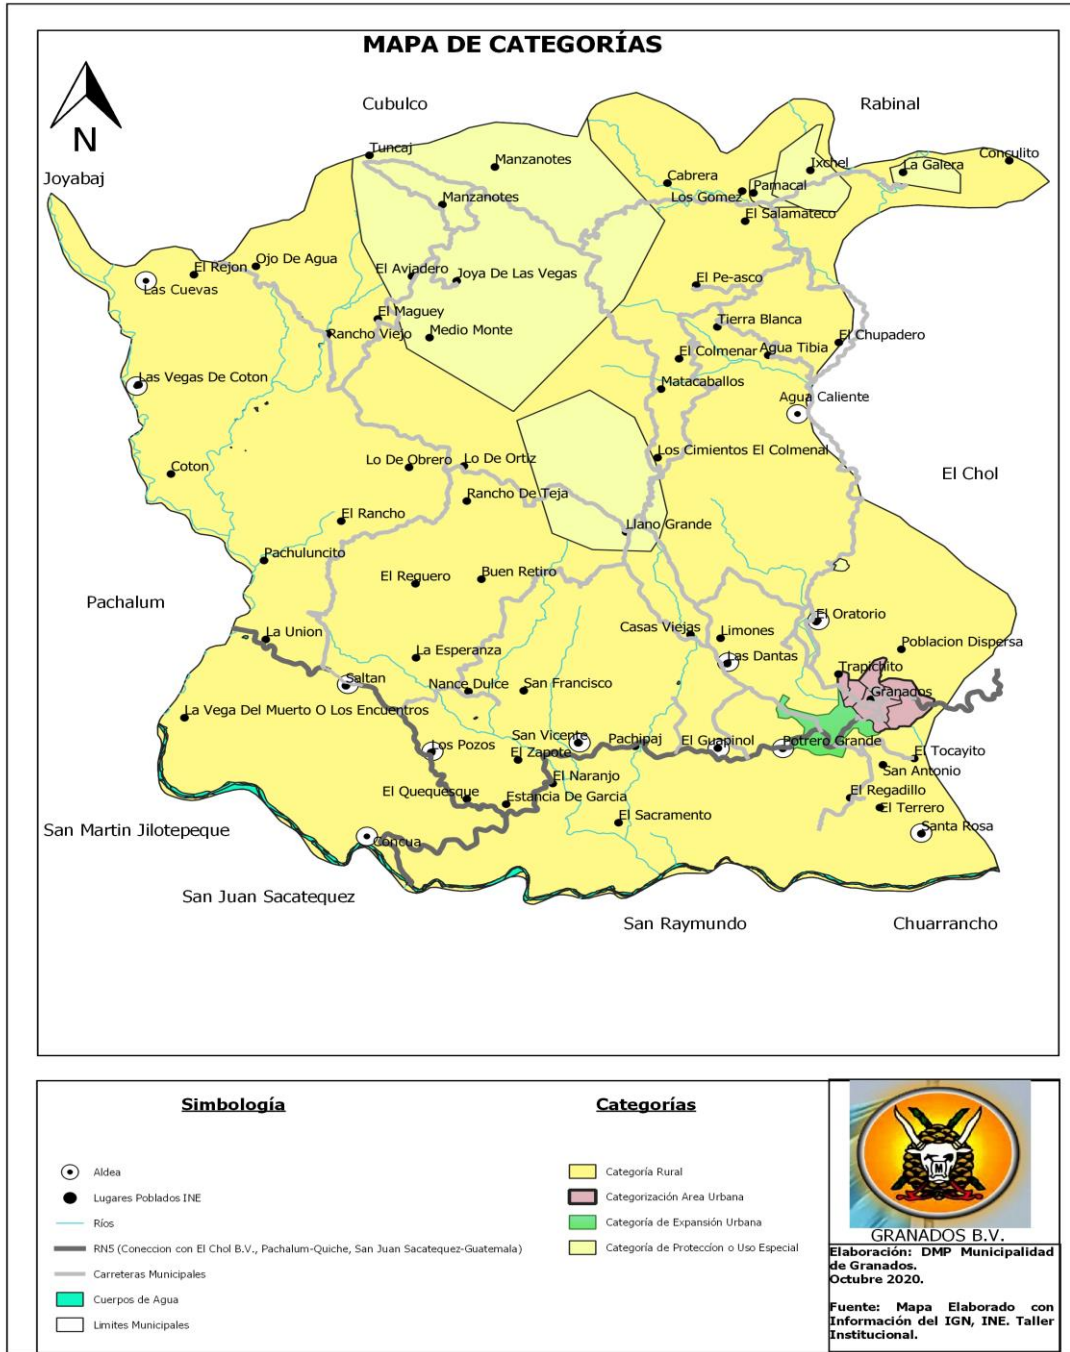 MAPA DE CATEGORÍAS
N
Cubulco
Rabinal
Joyabaj
Tuncaj
Manzanotes
Manzanotes
Cabrera
Los Gomez
Pamacal
Ixchel
La Galera
Conculito
El Salamateco
El Rejon
Ojo De Agua
Las Cuevas
El Aviadero
Joya De Las Vegas
El Pe-asco
El Maguey
Rancho Viejo
Medio Monte
Tierra Blanca
El Chupadero
El Colmenar
Agua Tibia
Las Vegas De Coton
Matacaballos
Agua Caliente
Coton
Lo De Obrero
Lo De Ortiz
Los Cimientos El Colmenal
El Chol
Rancho De Teja
El Rancho
Llano Grande
Pachuluncito
El Reguero
Buen Retiro
Pachalum
El Oratorio
La Union
Casas Viejas
Limones
Poblacion Dispersa
La Esperanza
Las Dantas
Trapichito
Saltan
Nance Dulce
San Francisco
Granados
La Vega Del Muerto O Los Encuentros
Los Pozos
San Vicente
El Zapote
Pachipaj
El Guapinol
Potrero Grande
El Tocayito
San Antonio
El Naranjo
El Quequesque
Estancia De Garcia
El Regadillo
El Terrero
El Sacramento
Santa Rosa
San Martin Jilotepeque
Concua
San Juan Sacatequez
San Raymundo
Chuarrancho
Simbología
Aldea
Lugares Poblados INE
Ríos
RN5 (Coneccion con El Chol B.V., Pachalum-Quiche, San Juan Sacatequez-Guatemala)
Carreteras Municipales
Cuerpos de Agua
Limites Municipales
Categorías
Categoría Rural
Categorización Area Urbana
Categoría de Expansión Urbana
Categoría de Proteccíon o Uso Especial
M
GRANADOS B.V.
Elaboración: DMP Municipalidad
de Granados.
Octubre 2020.
Fuente: Mapa Elaborado con
Información del IGN, INE. Taller
Institucional.